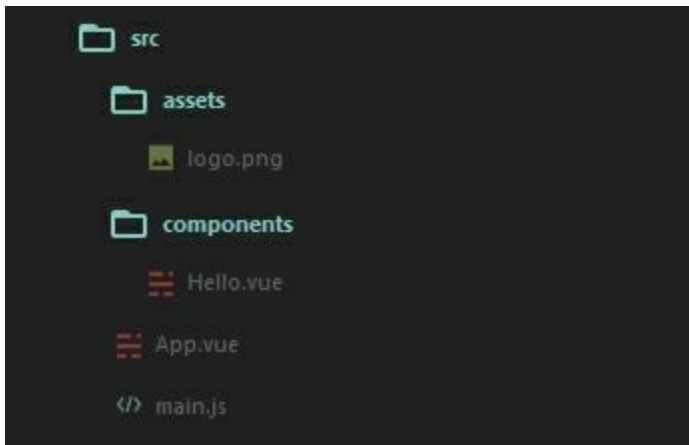 src
assets
logo.png
components
Hello.vue
App.vue
main.js